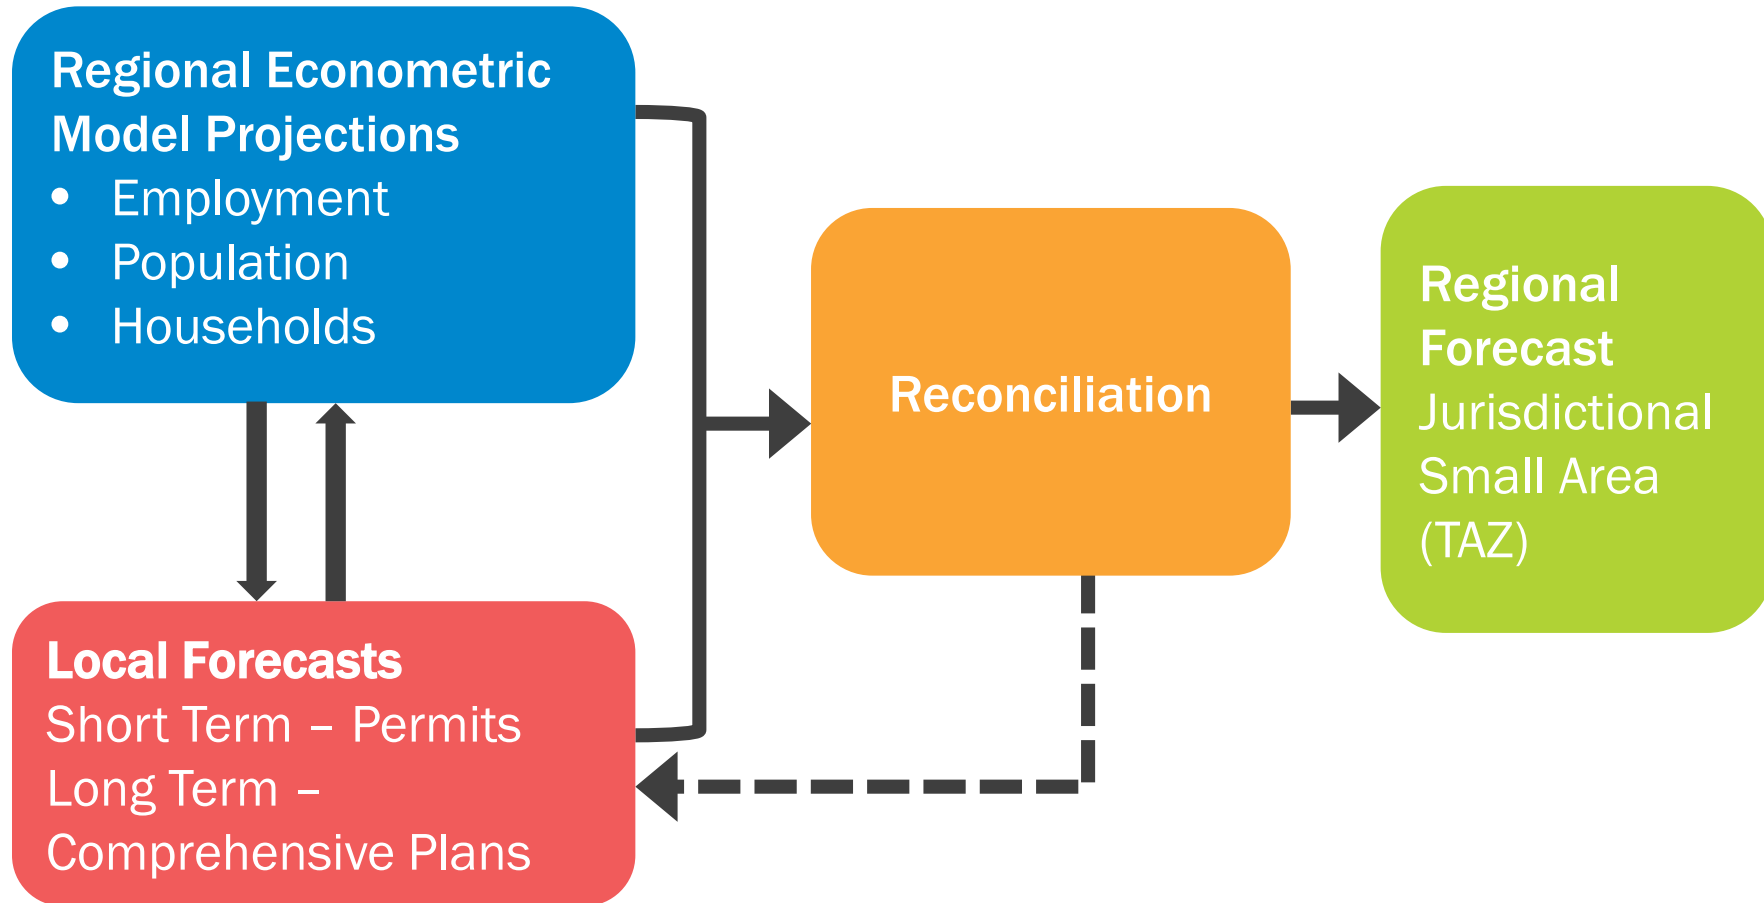 Regional Econometric
Model Projections
• Employment
• Population
• Households
Local Forecasts
Short Term – Permits
Long Term –
Comprehensive Plans
Reconciliation
Regional
Forecast
Jurisdictional
Small Area
(TAZ)